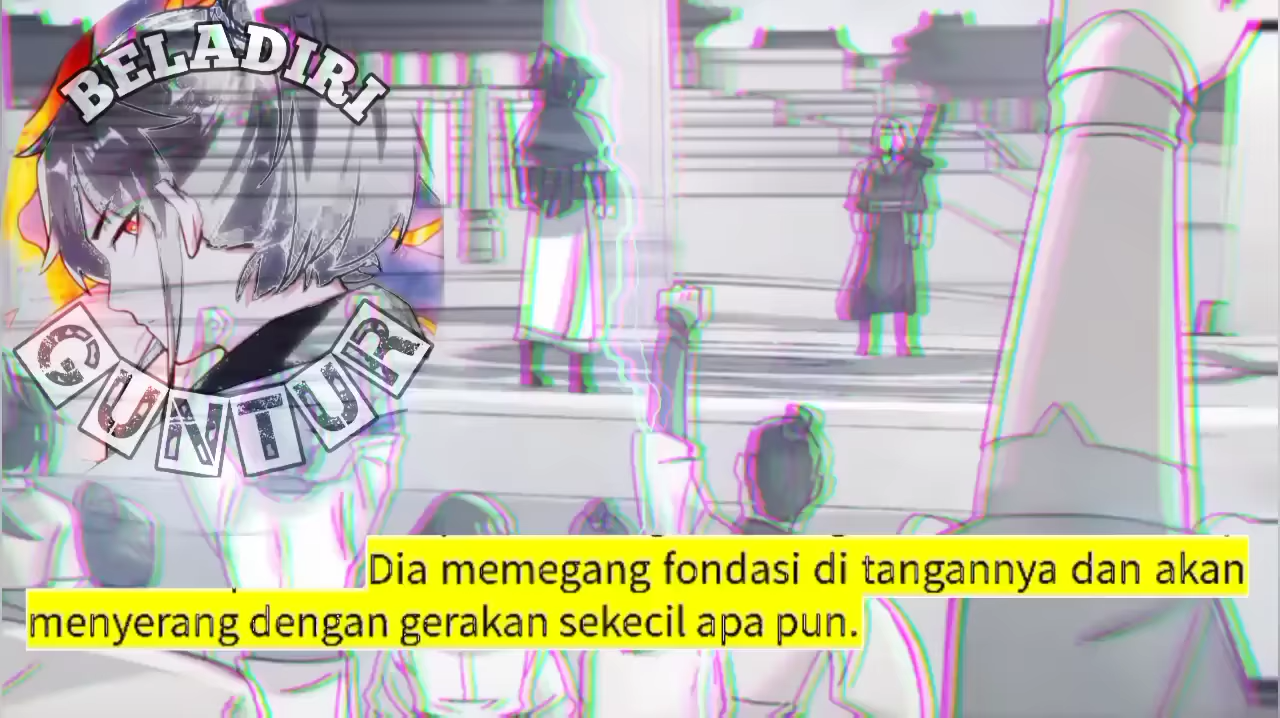 BELADIRI
GUNTUR
Dia memegang fondasi di tangannya dan akan
menyerang dengan gerakan sekecil apa pun.